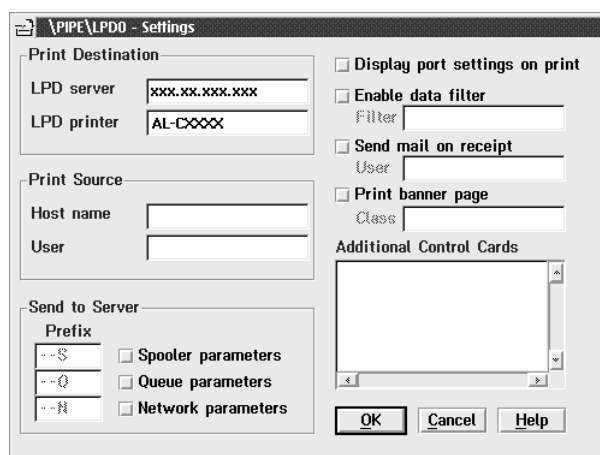 \PIPE\LPD0 - Settings
Print Destination
LPD server xxx.xx.xxx.xxx
LPD printer AL-CXXXX
Print Source
Host name
User
Send to Server
Prefix
--S Spooler parameters
--Q Queue parameters
--N Network parameters
Display port settings on print
Enable data filter
Filter
Send mail on receipt
User
Print banner page
Class
Additional Control Cards
OK Cancel Help